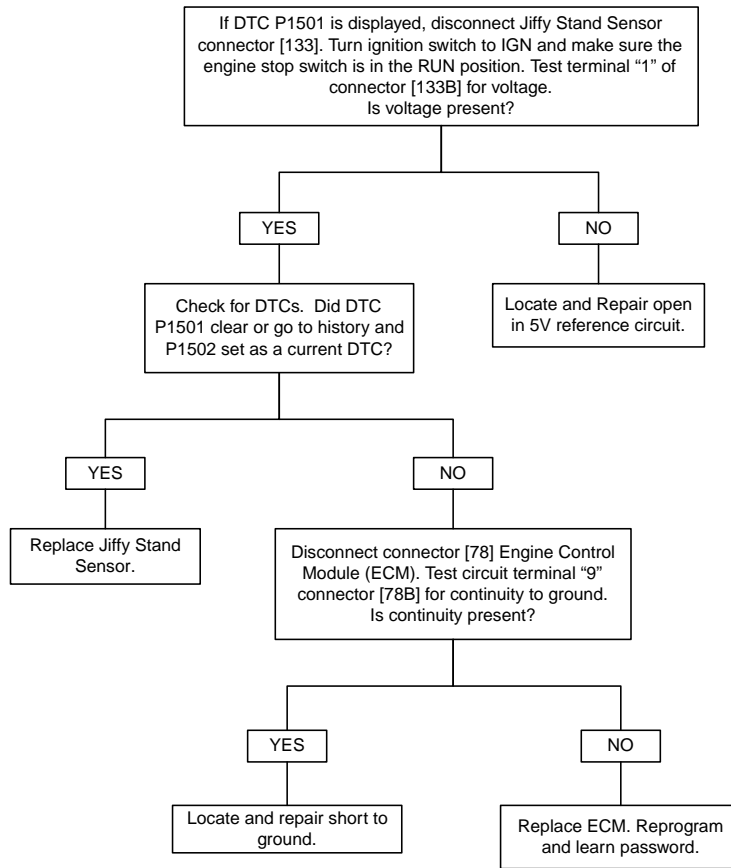 If DTC P1501 is displayed, disconnect Jiffy Stand Sensor
connector [133]. Turn ignition switch to IGN and make sure the
engine stop switch is in the RUN position. Test terminal “1” of
connector [133B] for voltage.
Is voltage present?
YES
NO
Check for DTCs.  Did DTC
P1501 clear or go to history and
P1502 set as a current DTC?
Locate and Repair open
in 5V reference circuit.
YES
NO
Replace Jiffy Stand
Sensor.
Disconnect connector [78] Engine Control
Module (ECM). Test circuit terminal “9”
connector [78B] for continuity to ground.
Is continuity present?
YES
NO
Locate and repair short to
ground.
Replace ECM. Reprogram
and learn password.